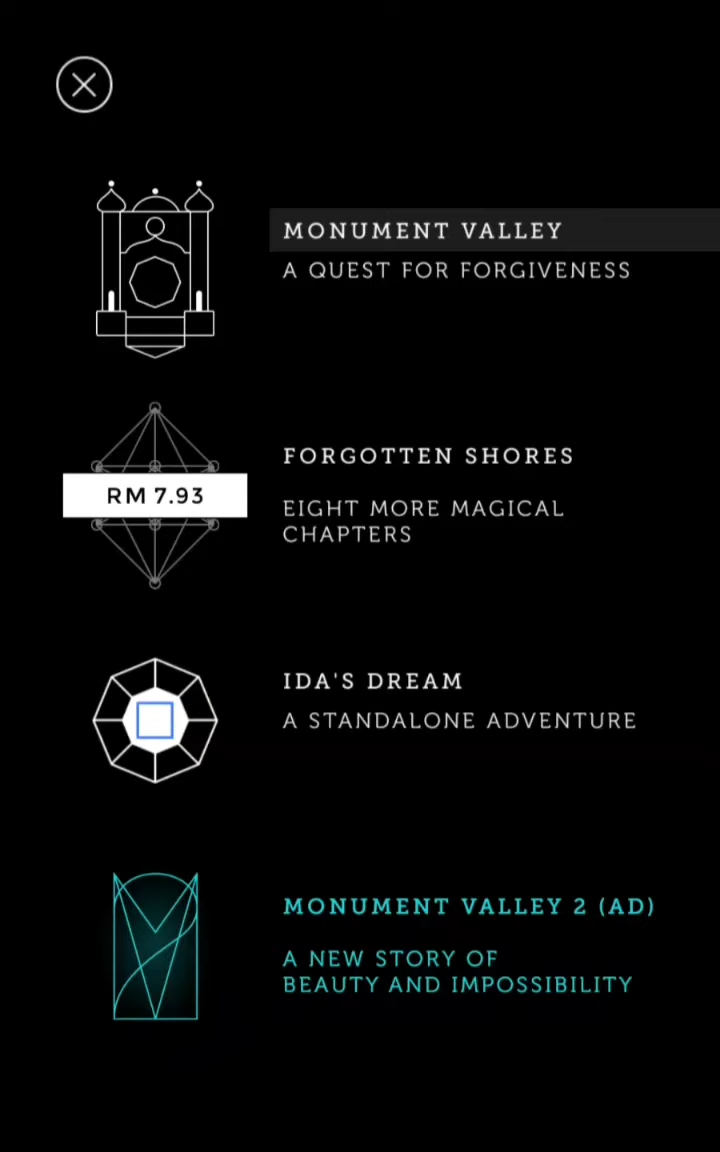 MONUMENT VALLEY
A QUEST FOR FORGIVENESS
FORGOTTEN SHORES
RM 7.93
EIGHT MORE MAGICAL
CHAPTERS
IDA'S DREAM
A STANDALONE ADVENTURE
MONUMENT VALLEY 2 (AD)
A NEW STORY OF
BEAUTY AND IMPOSSIBILITY